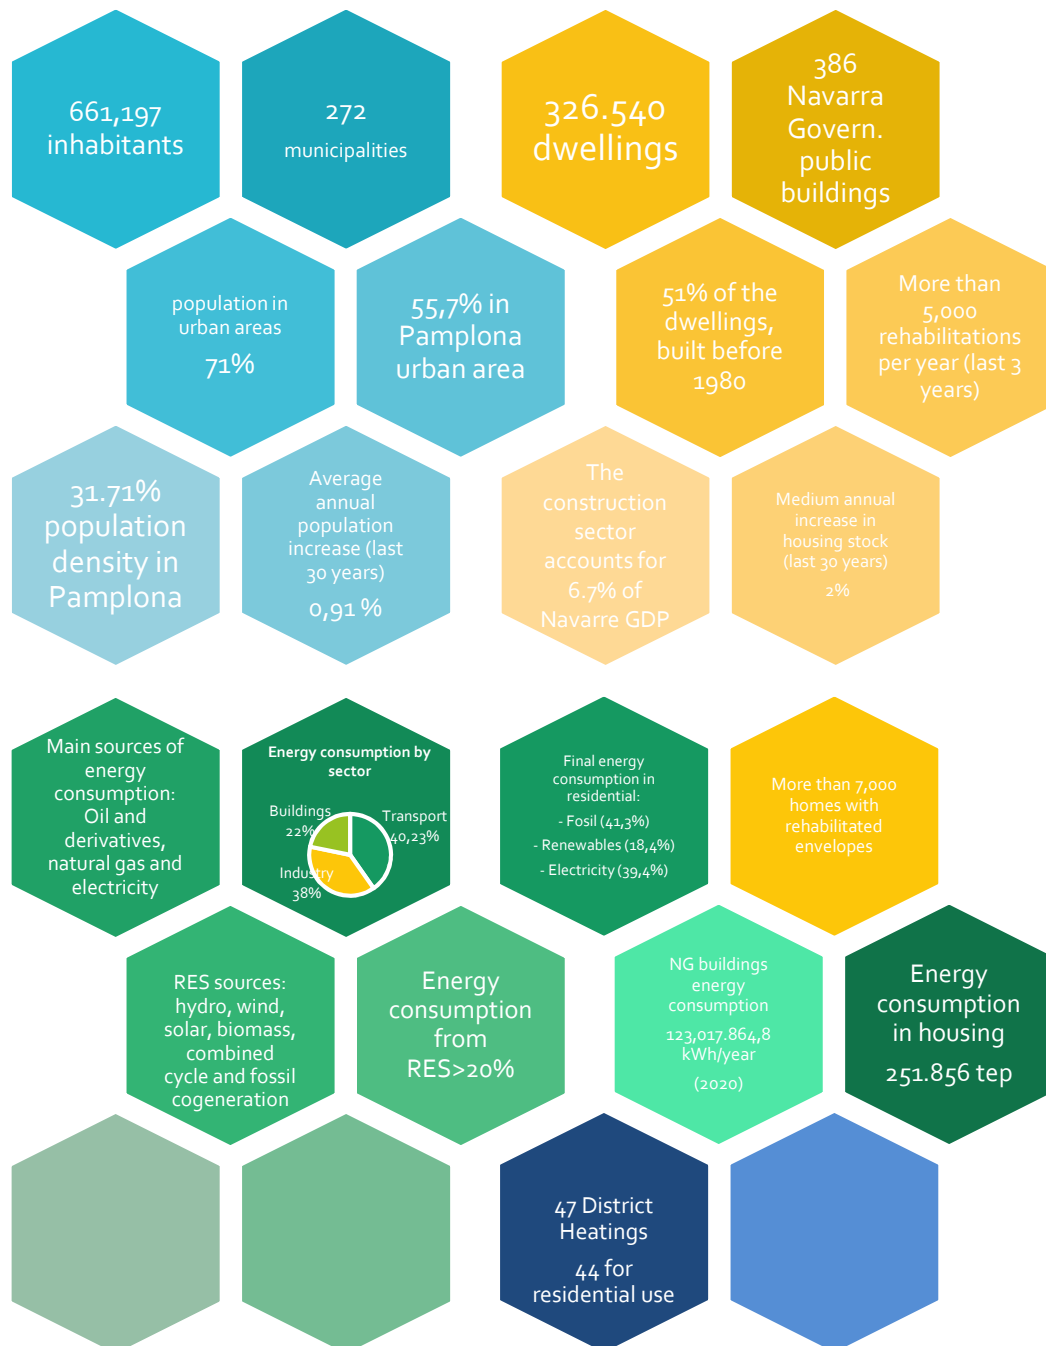 661,197
inhabitants
272
municipalities
326.540
dwellings
386
Navarra
Govern.
public
buildings
population in
urban areas
71%
55,7% in
Pamplona
urban area
51% of the
dwellings,
built before
1980
More than
5,000
rehabilitations
per year (last 3
years)
31.71%
population
density in
Pamplona
Average
annual
population
increase (last
30 years)
0,91 %
The
construction
sector
accounts for
6.7% of
Navarre GDP
Medium annual
increase in
housing stock
(last 30 years)
2%
Main sources of
energy
consumption:
Oil and
derivatives,
natural gas and
electricity
Energy consumption by
sector
Buildings
22%
Transport
40,23%
Industry
38%
Final energy
consumption in
residential:
- Fosil (41,3%)
- Renewables (18,4%)
- Electricity (39,4%)
More than 7,000
homes with
rehabilitated
envelopes
RES sources:
hydro, wind,
solar, biomass,
combined
cycle and fossil
cogeneration
Energy
consumption
from
RES>20%
NG buildings
energy
consumption
123,017.864,8
kWh/year
(2020)
Energy
consumption
in housing
251.856 tep
47 District
Heatings
44 for
residential use